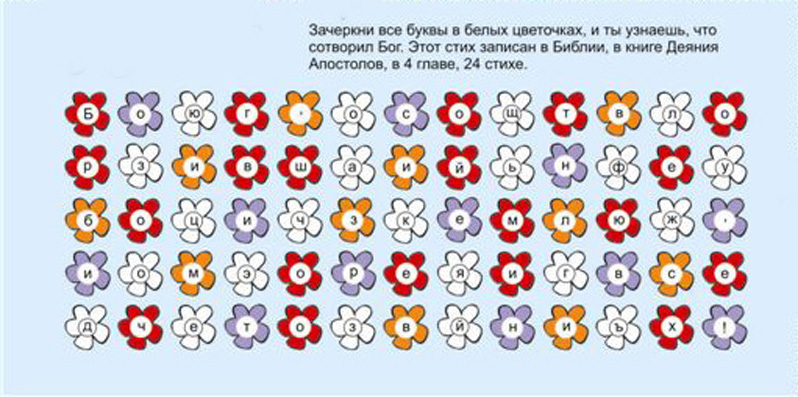 Зачеркни все буквы в белых цветочках, и ты узнаешь, что
сотворил Бог. Этот стих записан в Библии, в книге Деяния
Апостолов, в 4 главе, 24 стихе.
Б о ю г · о с о щ т в л о
р з и в ш а и й ь н ф е у
б о ц и ч з к е м л ю ж ·
и о м э о р е я и г в с е
д ч е т о з в й н и ъ х !